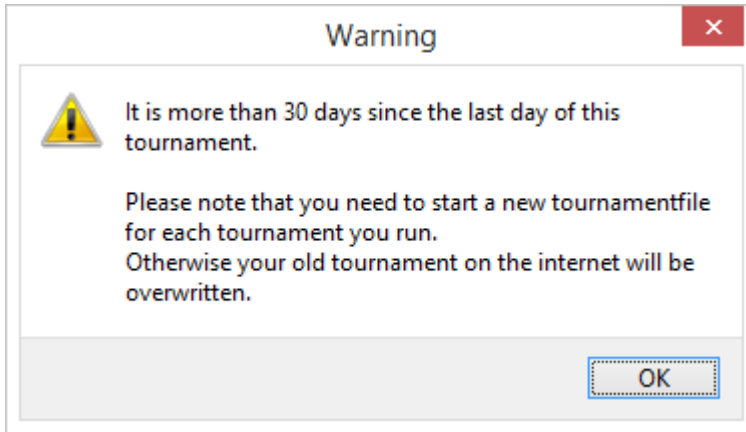 Warning
It is more than 30 days since the last day of this
tournament.
Please note that you need to start a new tournamentfile
for each tournament you run.
Otherwise your old tournament on the internet will be
overwritten.
OK